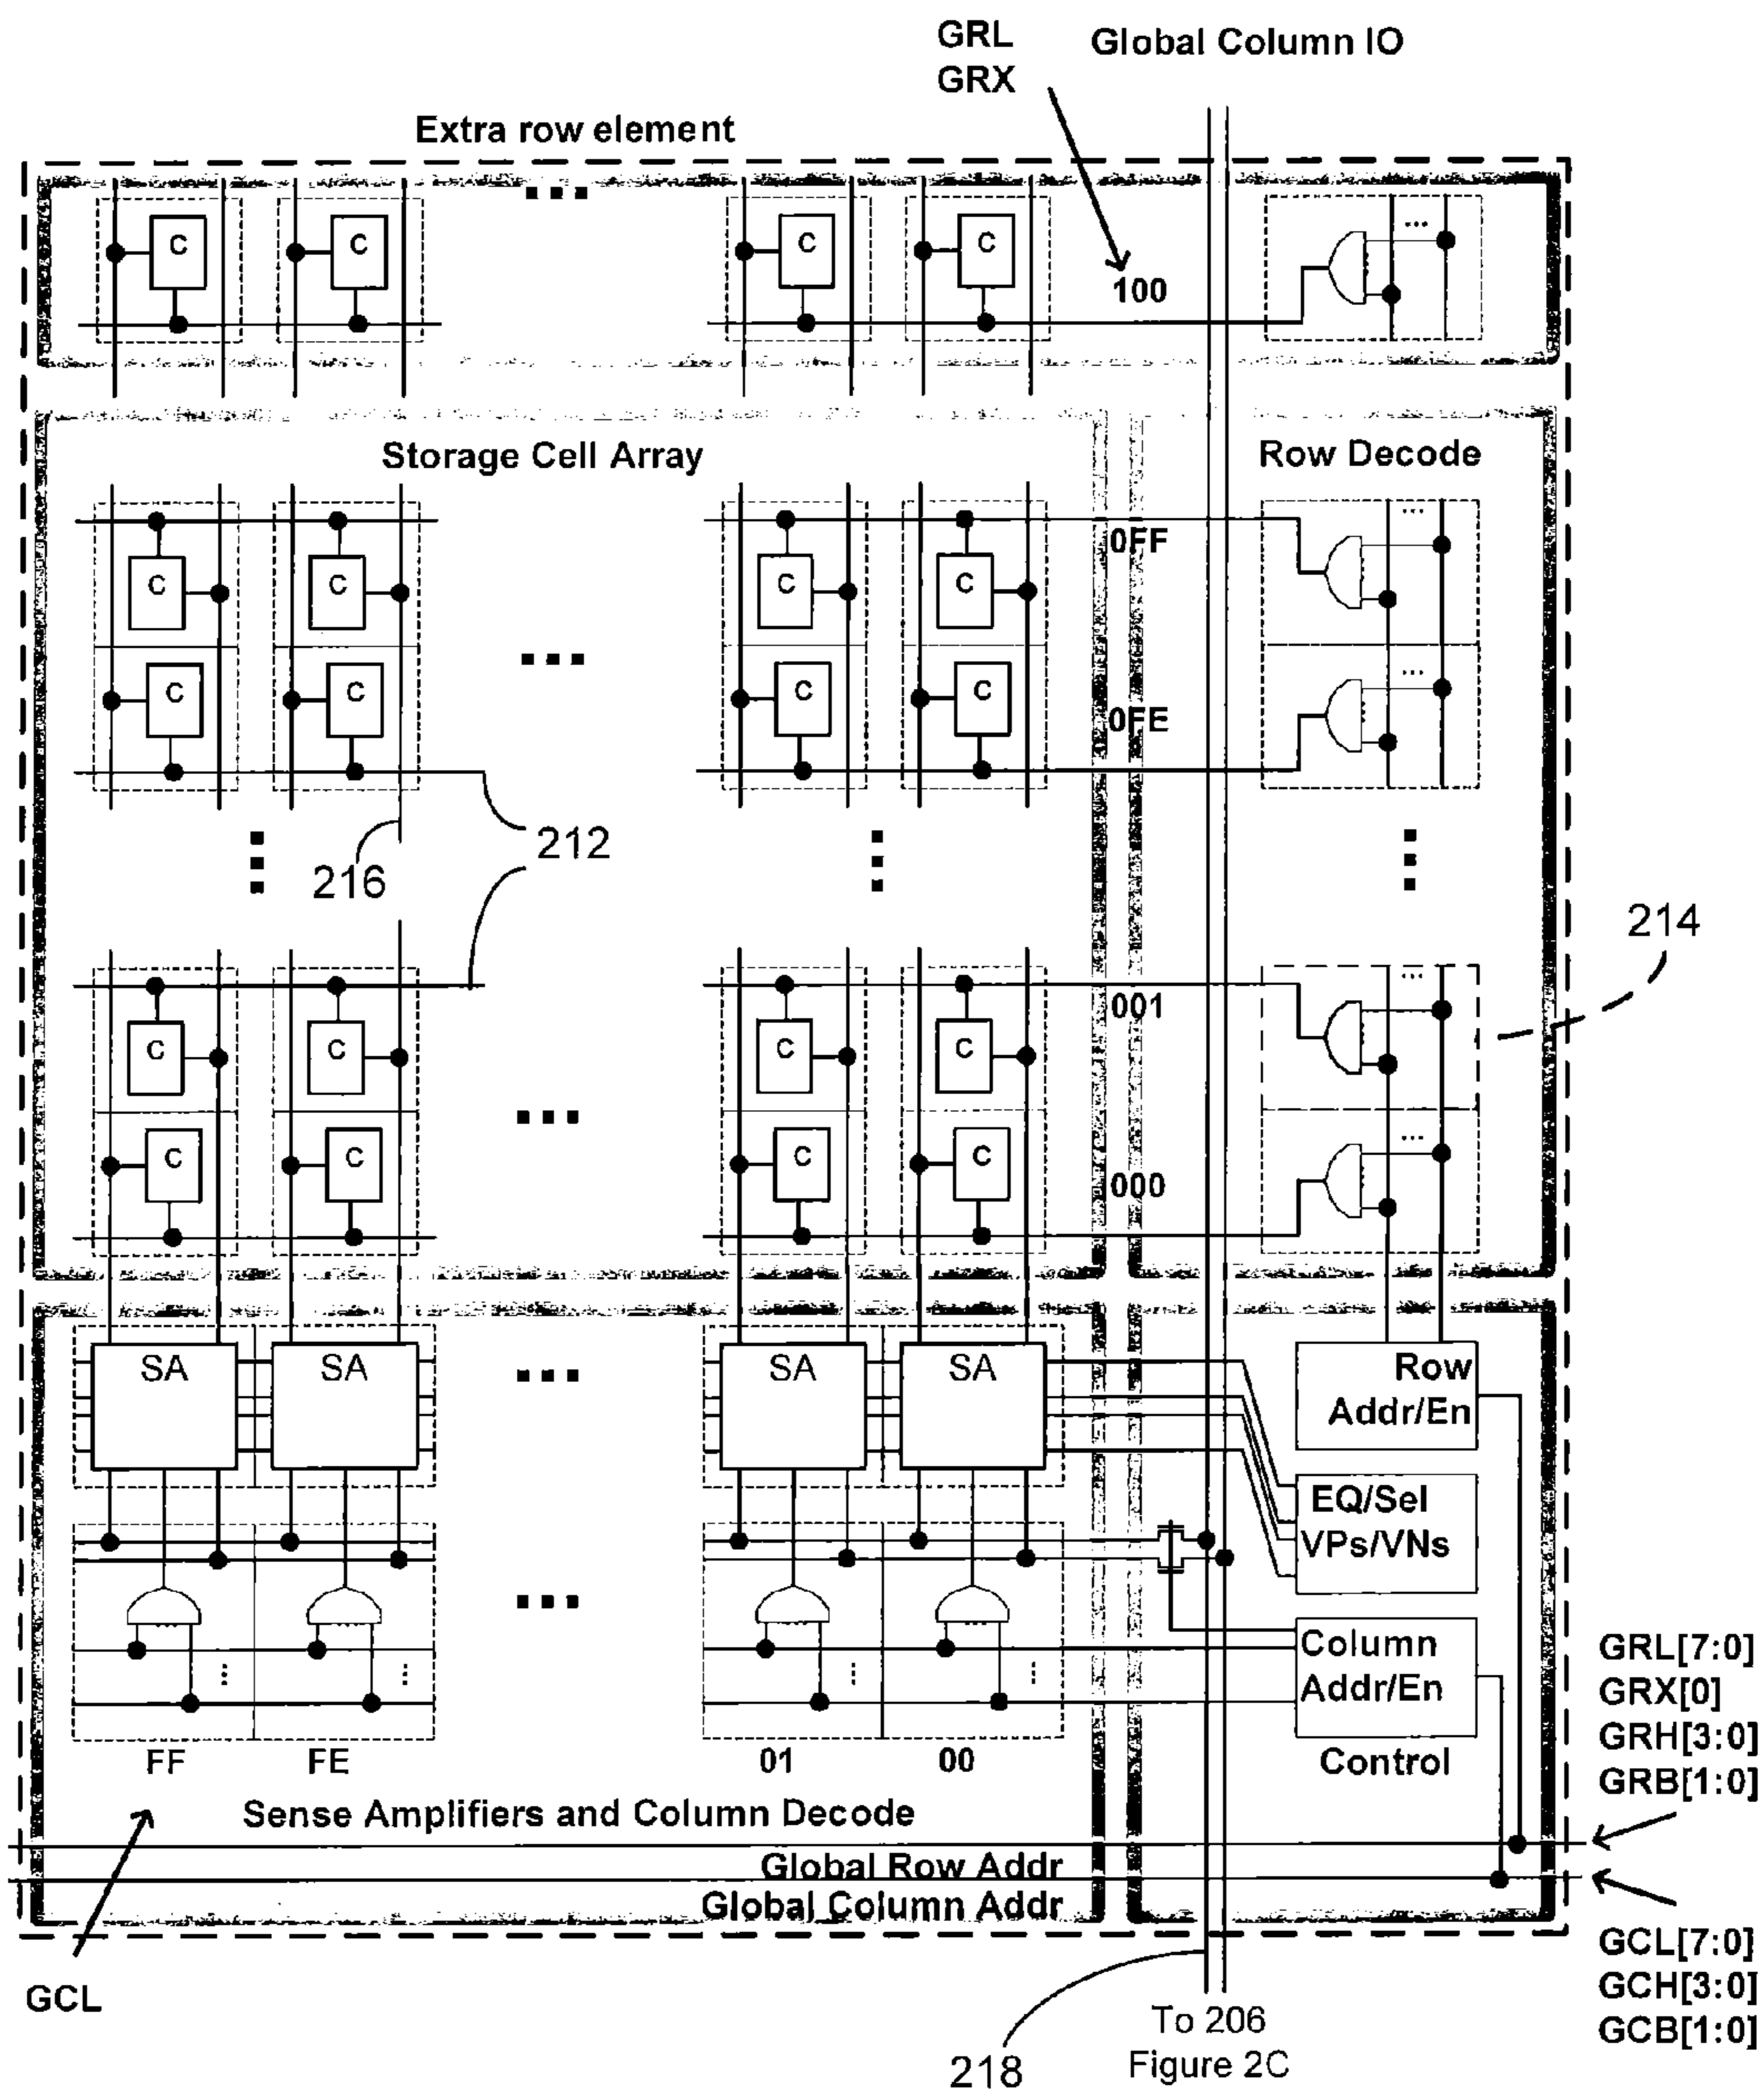 GRL
GRX
Global Column IO
Extra row element
...
C C C C
100
...
Storage Cell Array
Row Decode
...
0FF
C C C C
...
C C C C
0FE
...
212
216
214
...
001
C C C C
...
C C C C
000
SA SA ... SA SA
Row
Addr/En
EQ/Sel
VPs/VNs
...
Column
Addr/En
GRL[7:0]
GRX[0]
GRH[3:0]
GRB[1:0]
FF FE 01 00
Control
Sense Amplifiers and Column Decode
Global Row Addr
Global Column Addr
GCL
GCL[7:0]
GCH[3:0]
GCB[1:0]
To 206
Figure 2C
218